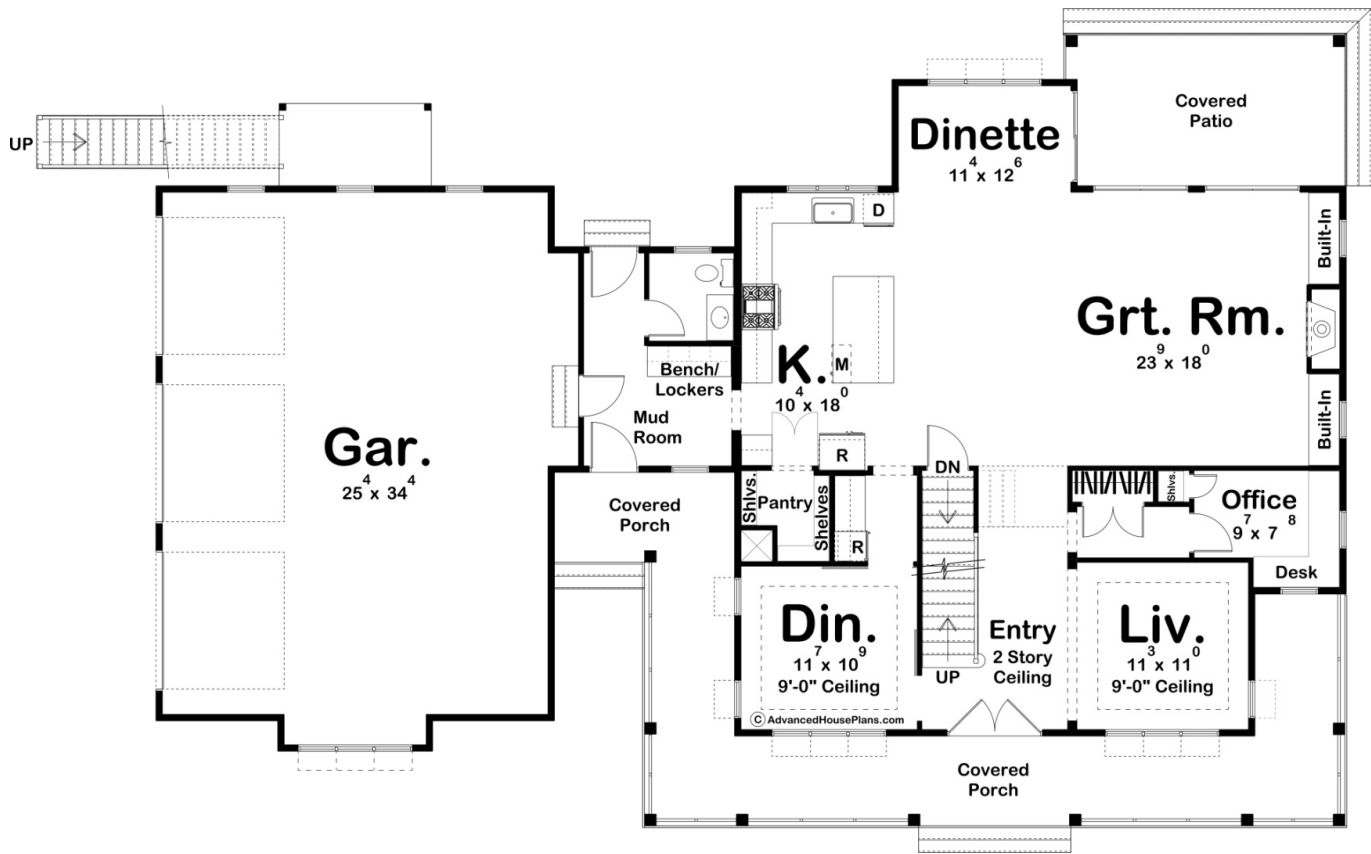 Covered
Patio
Dinette
11⁴ x 12⁶
UP
D
Built-In
Grt. Rm.
23⁹ x 18⁰
K.
10⁴ x 18⁰
M
Bench/
Lockers
Mud
Room
Gar.
25⁴ x 34⁴
Built-In
R
DN
Covered
Porch
Shlvs.
Pantry
Shelves
R
Shlvs.
Office
9⁷ x 7⁸
Desk
Din.
11⁷ x 10⁹
9'-0" Ceiling
Entry
2 Story
Ceiling
UP
Liv.
11³ x 11⁰
9'-0" Ceiling
© AdvancedHousePlans.com
Covered
Porch